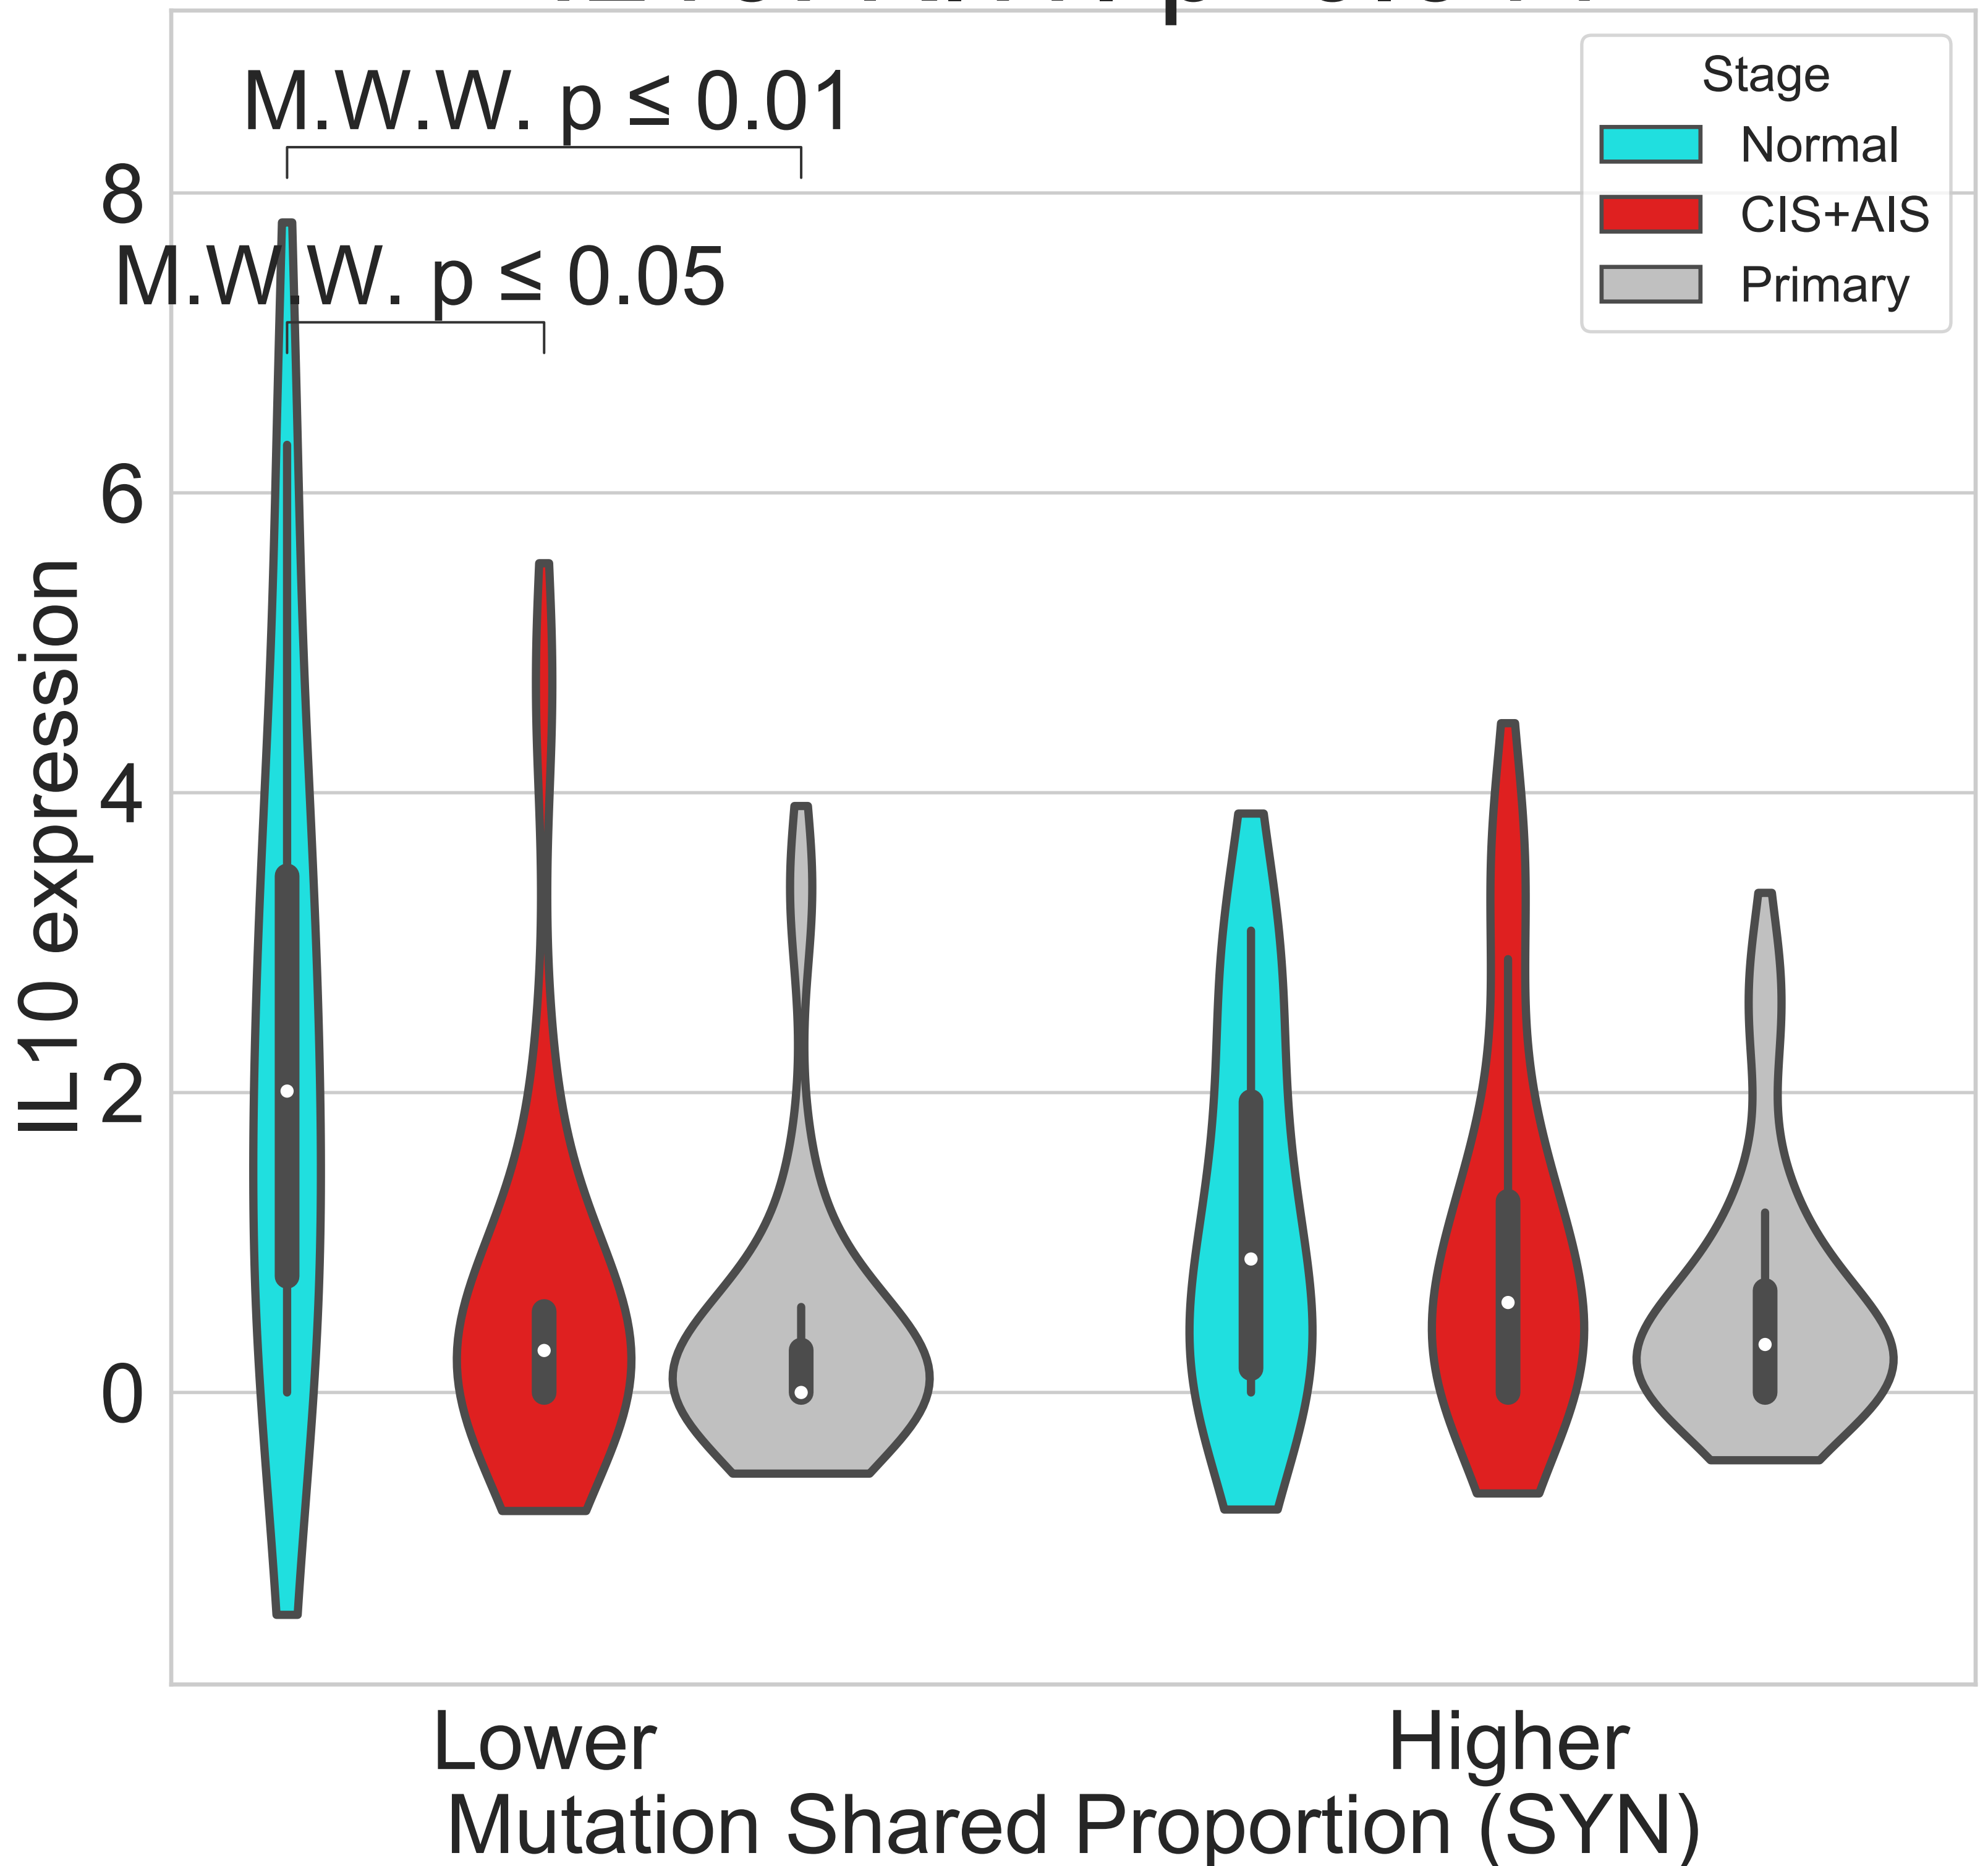 M.W.W. p ≤ 0.01
M.W.W. p ≤ 0.05
Stage
Normal
CIS+AIS
Primary
8
6
4
2
0
IL10 expression
Lower
Higher
Mutation Shared Proportion (SYN)